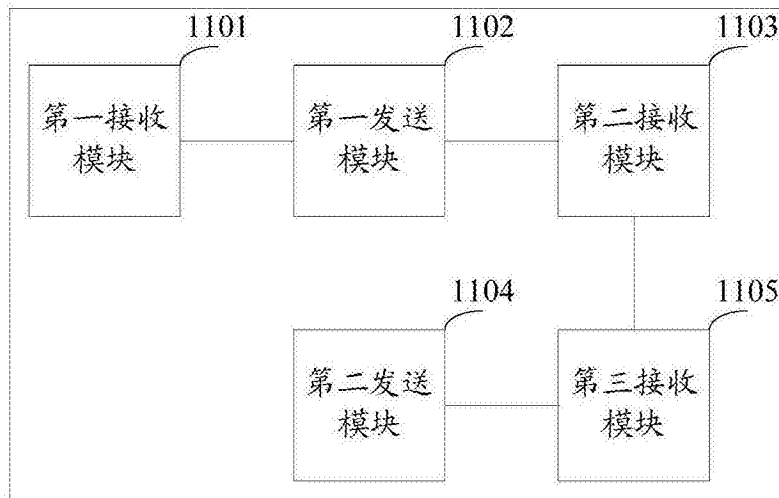 1101
1102
1103
第一接收
模块
第一发送
模块
第二接收
模块
1104
1105
第二发送
模块
第三接收
模块